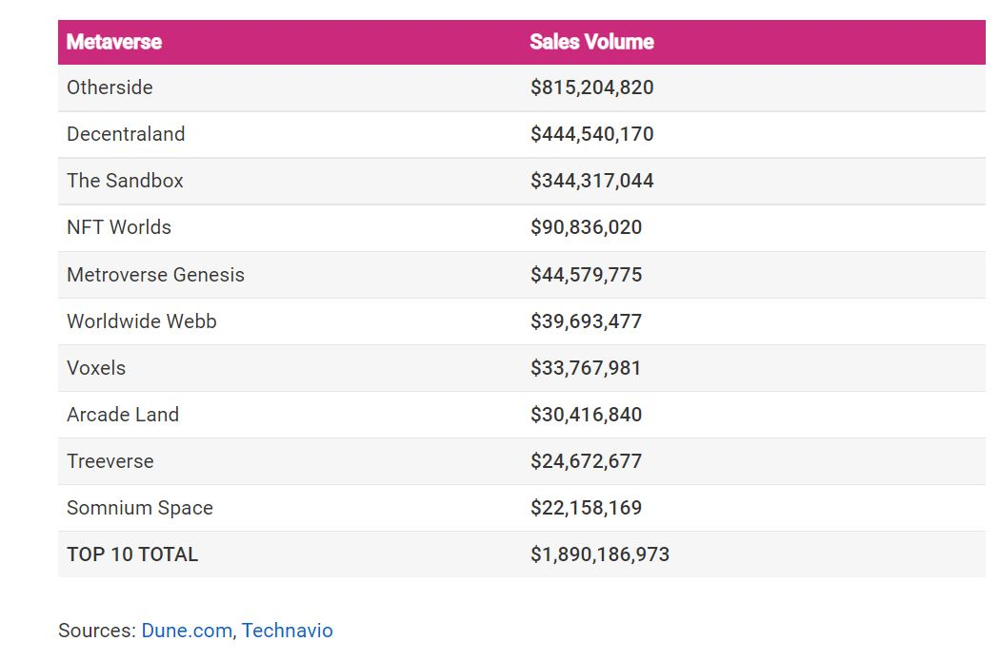 Metaverse Sales Volume
Otherside $815,204,820
Decentraland $444,540,170
The Sandbox $344,317,044
NFT Worlds $90,836,020
Metroverse Genesis $44,579,775
Worldwide Webb $39,693,477
Voxels $33,767,981
Arcade Land $30,416,840
Treeverse $24,672,677
Somnium Space $22,158,169
TOP 10 TOTAL $1,890,186,973
Sources: Dune.com, Technavio